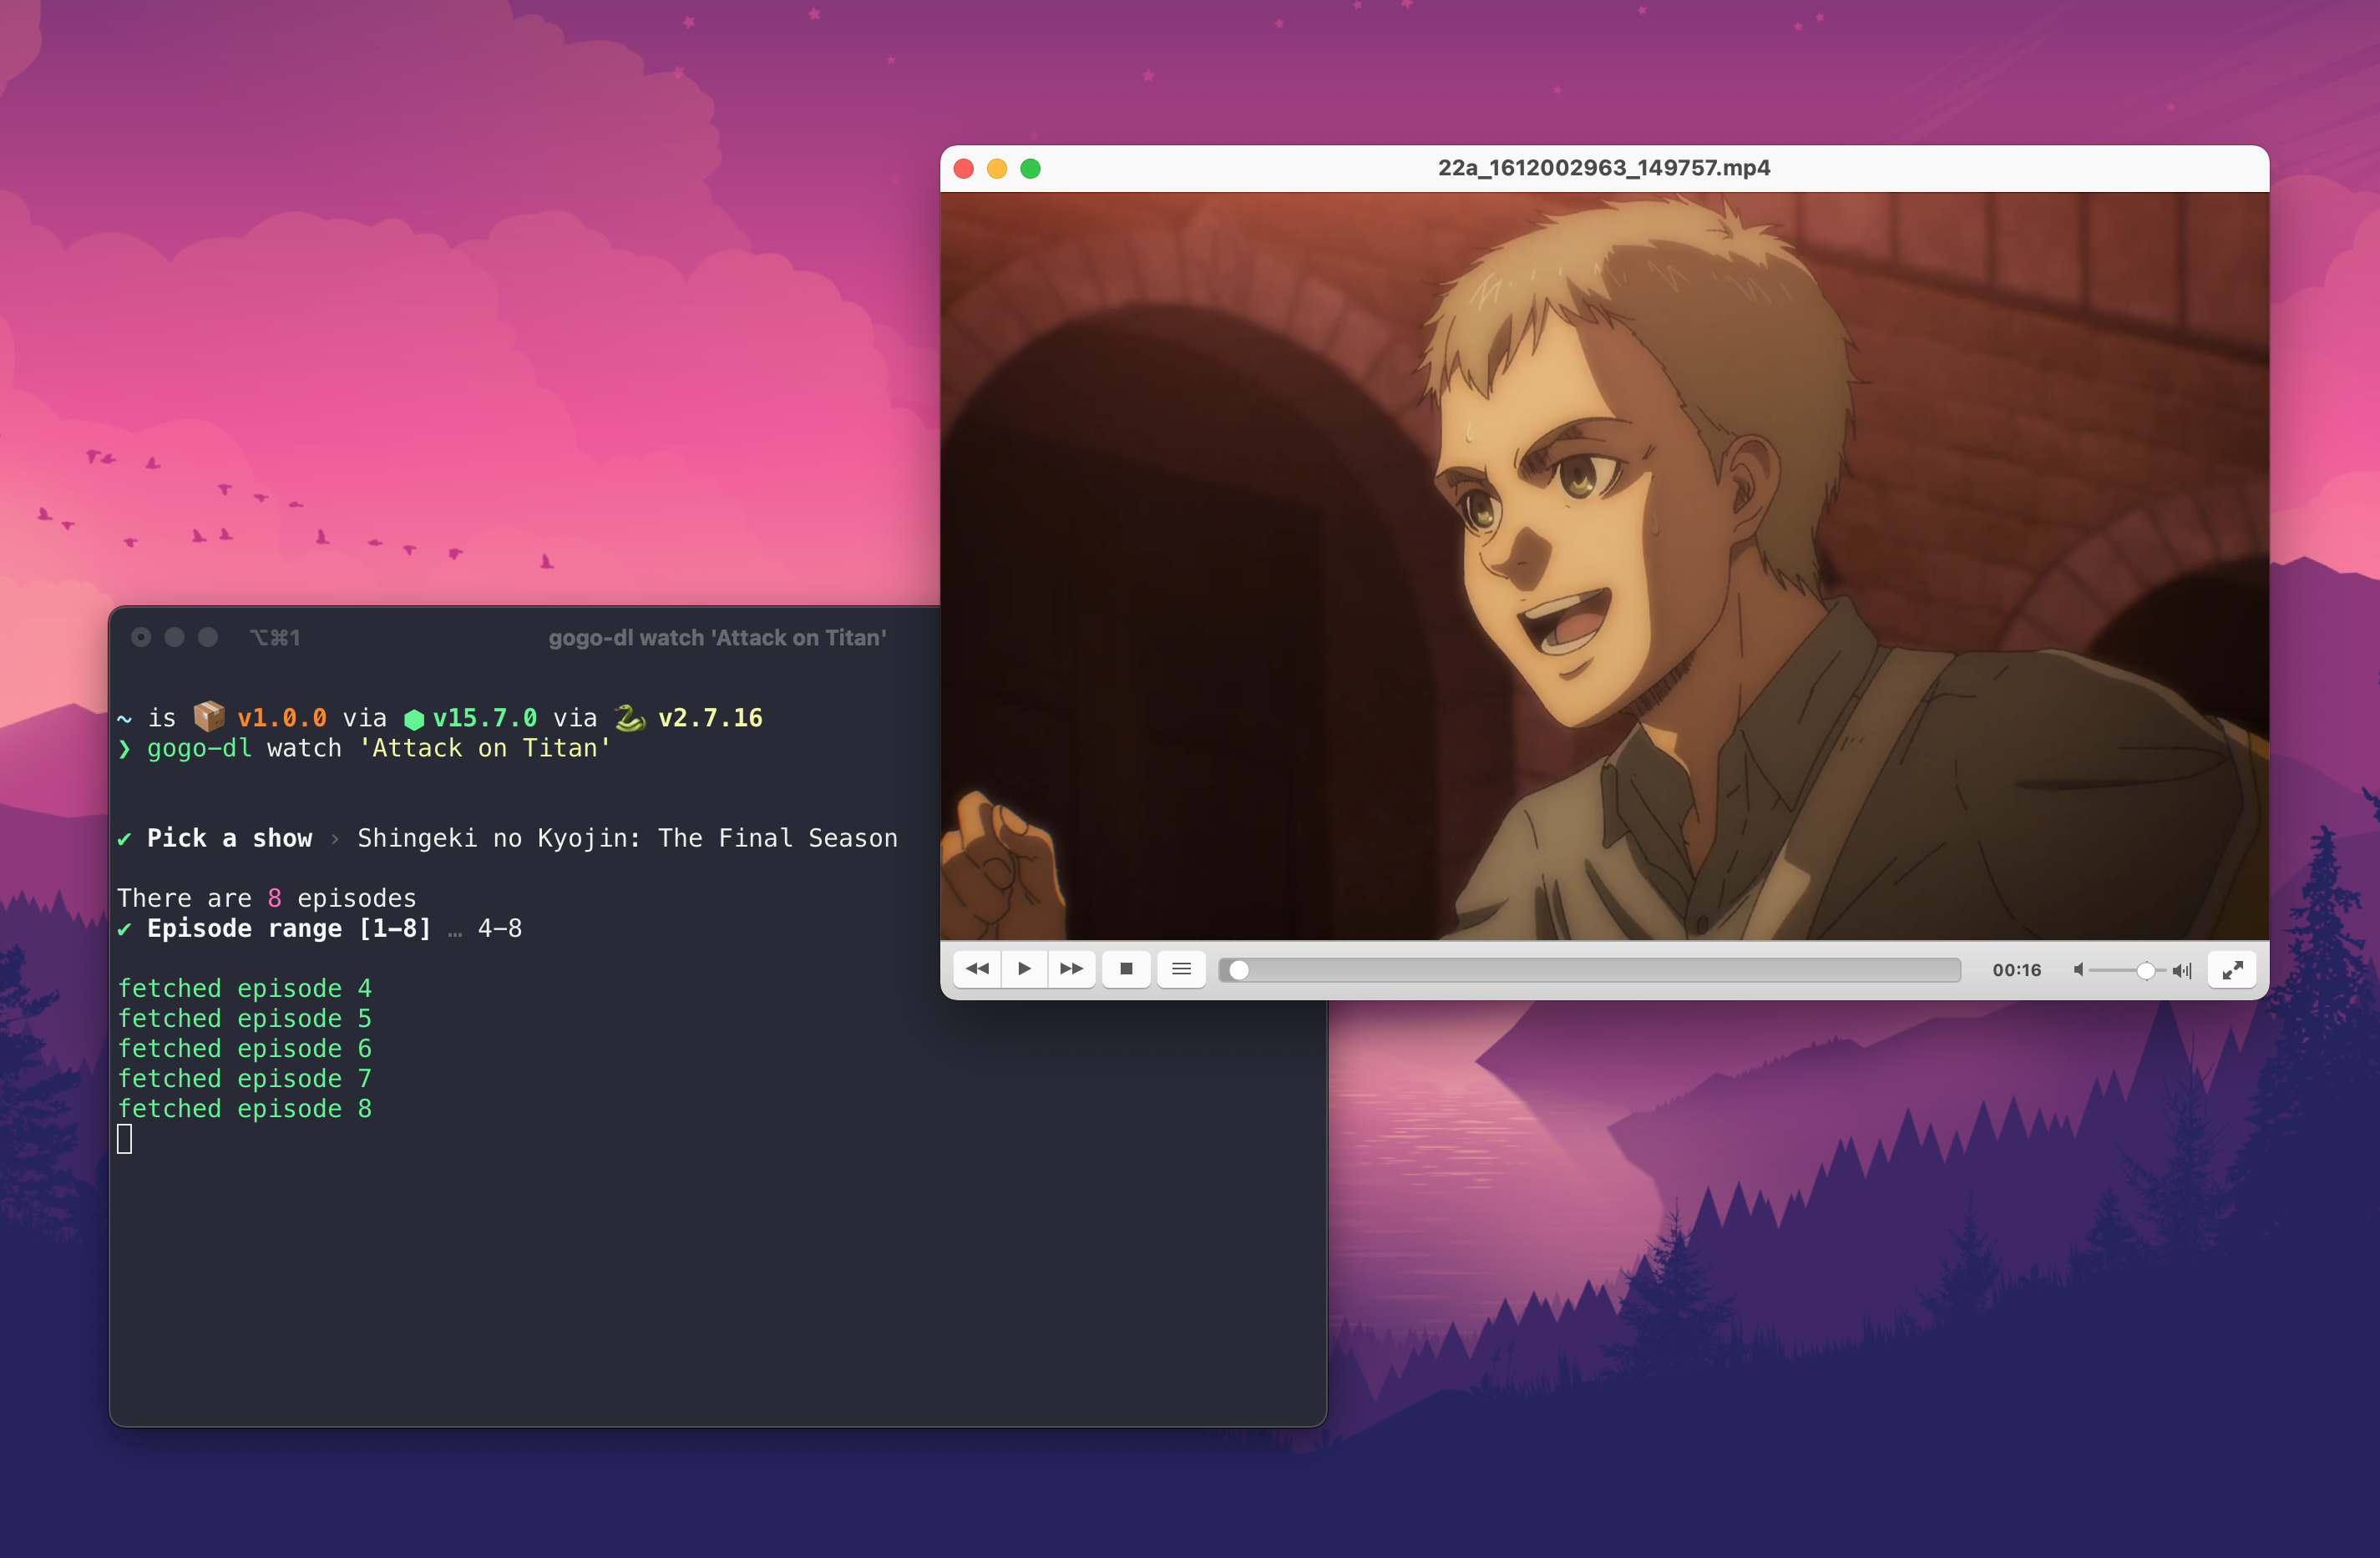 22a_1612002963_149757.mp4
00:16
⌥⌘1 gogo-dl watch 'Attack on Titan'
~ is 📦 v1.0.0 via ⬢ v15.7.0 via 🐍 v2.7.16
❯ gogo-dl watch 'Attack on Titan'
✔ Pick a show › Shingeki no Kyojin: The Final Season
There are 8 episodes
✔ Episode range [1-8] … 4-8
fetched episode 4
fetched episode 5
fetched episode 6
fetched episode 7
fetched episode 8